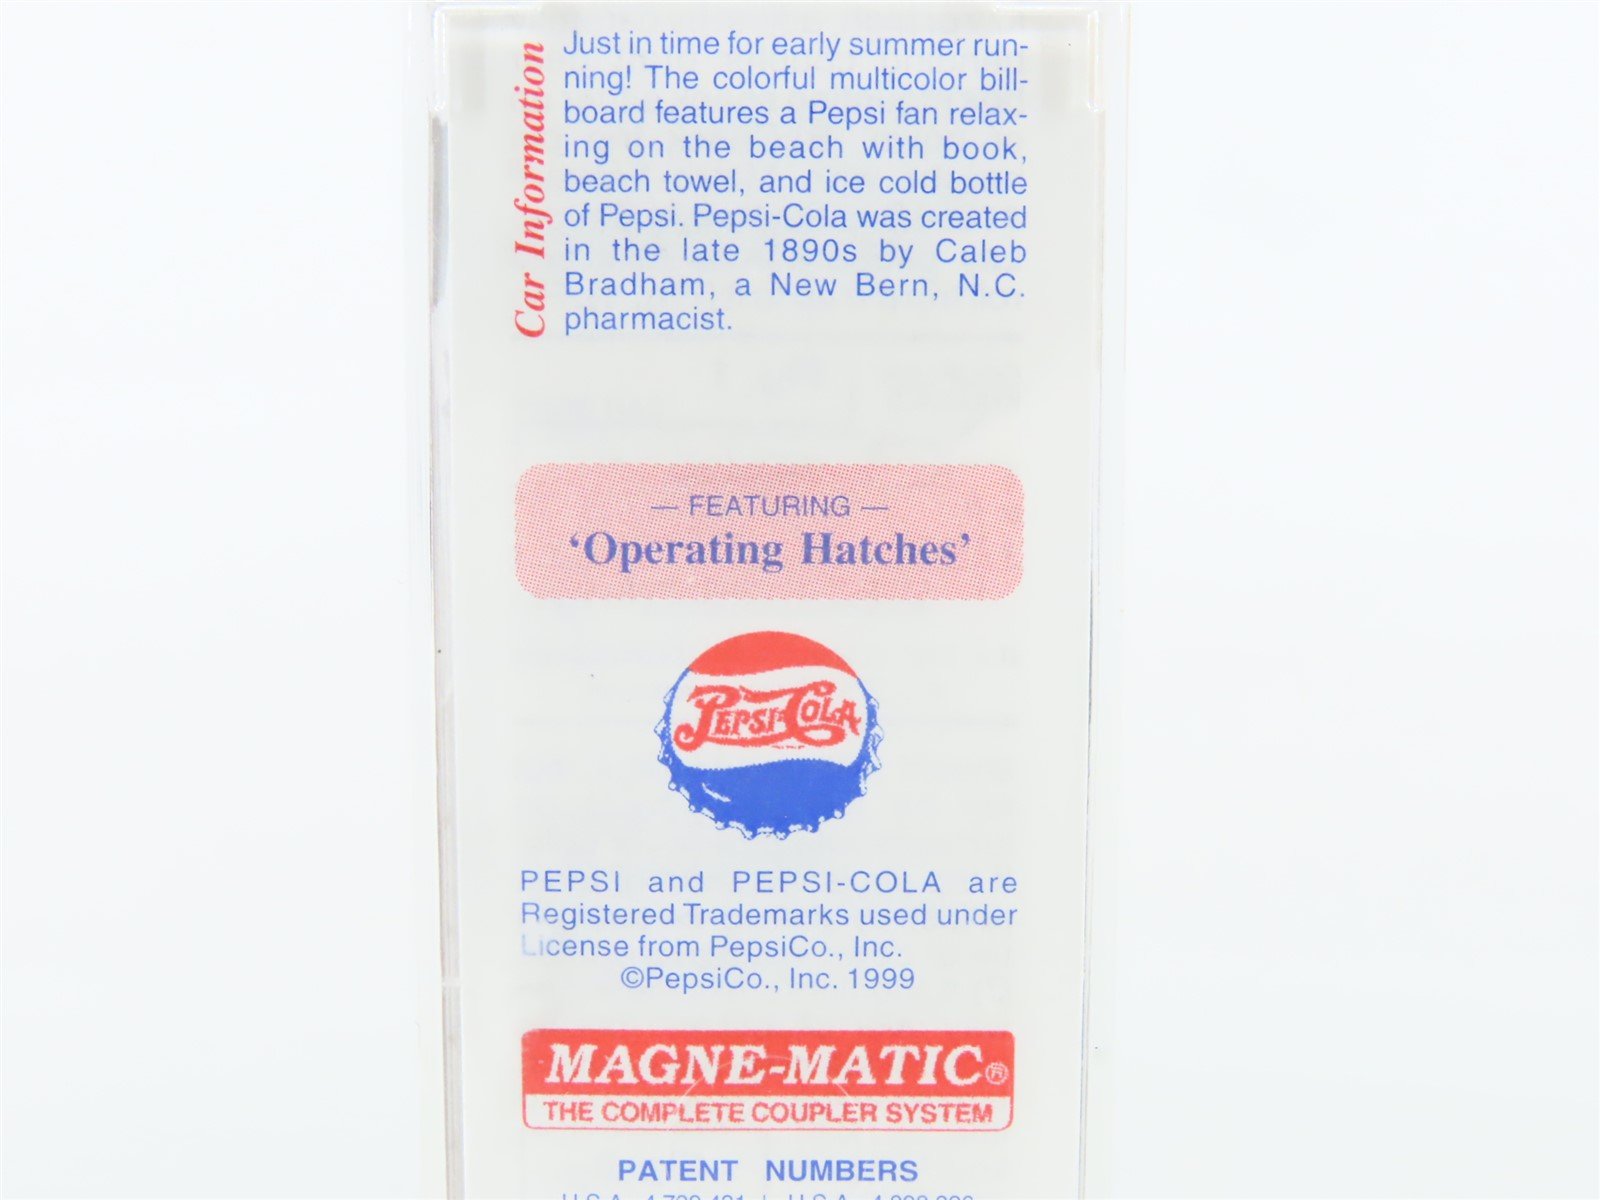 Car Information
Just in time for early summer run-
ning! The colorful multicolor bill-
board features a Pepsi fan relax-
ing on the beach with book,
beach towel, and ice cold bottle
of Pepsi. Pepsi-Cola was created
in the late 1890s by Caleb
Bradham, a New Bern, N.C.
pharmacist.
— FEATURING —
‘Operating Hatches’
PEPSI-COLA
PEPSI and PEPSI-COLA are
Registered Trademarks used under
License from PepsiCo., Inc.
©PepsiCo., Inc. 1999
MAGNE-MATIC®
THE COMPLETE COUPLER SYSTEM
PATENT NUMBERS